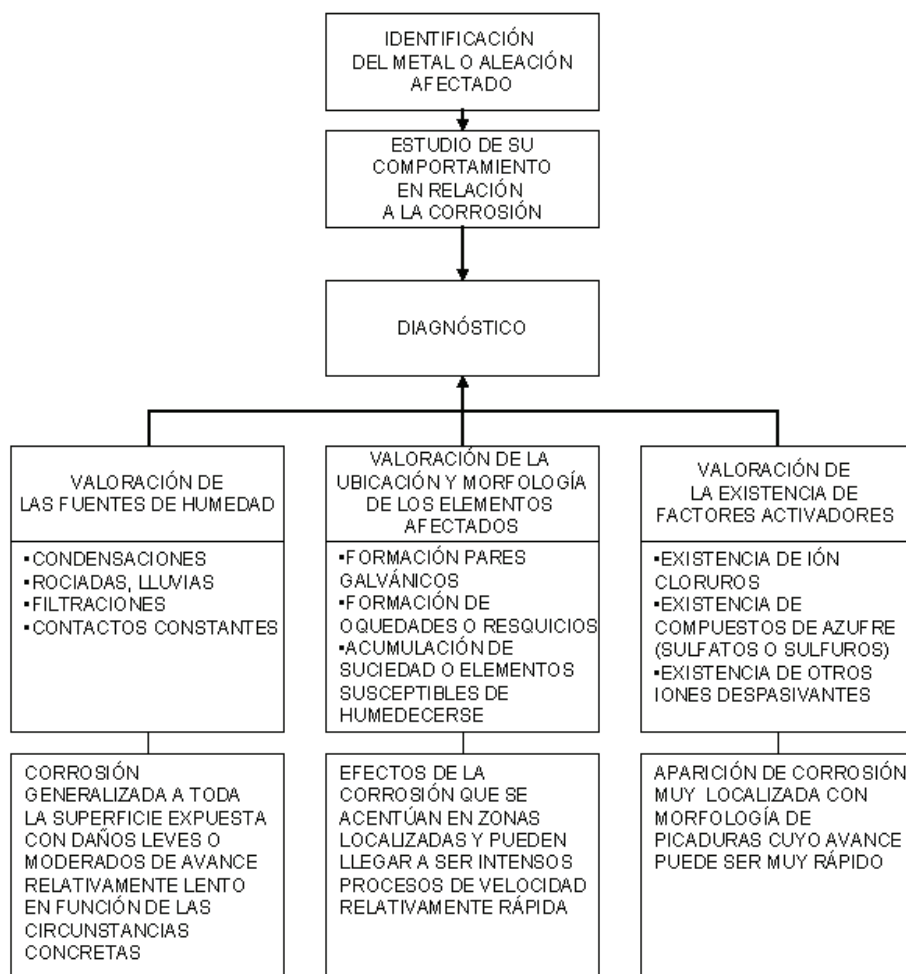 IDENTIFICACIÓN
DEL METAL O ALEACIÓN
AFECTADO
ESTUDIO DE SU
COMPORTAMIENTO
EN RELACIÓN
A LA CORROSIÓN
DIAGNÓSTICO
VALORACIÓN DE
LAS FUENTES DE HUMEDAD
▪CONDENSACIONES
▪ROCIADAS, LLUVIAS
▪FILTRACIONES
▪CONTACTOS CONSTANTES
CORROSIÓN
GENERALIZADA A TODA
LA SUPERFICIE EXPUESTA
CON DAÑOS LEVES O
MODERADOS DE AVANCE
RELATIVAMENTE LENTO
EN FUNCIÓN DE LAS
CIRCUNSTANCIAS
CONCRETAS
VALORACIÓN DE LA
UBICACIÓN Y MORFOLOGÍA
DE LOS ELEMENTOS
AFECTADOS
▪FORMACIÓN PARES
GALVÁNICOS
▪FORMACIÓN DE
OQUEDADES O RESQUICIOS
▪ACUMULACIÓN DE
SUCIEDAD O ELEMENTOS
SUSCEPTIBLES DE
HUMEDECERSE
EFECTOS DE LA
CORROSIÓN QUE SE
ACENTÚAN EN ZONAS
LOCALIZADAS Y PUEDEN
LLEGAR A SER INTENSOS
PROCESOS DE VELOCIDAD
RELATIVAMENTE RÁPIDA
VALORACIÓN DE
LA EXISTENCIA DE
FACTORES ACTIVADORES
▪EXISTENCIA DE IÓN
CLORUROS
▪EXISTENCIA DE
COMPUESTOS DE AZUFRE
(SULFATOS O SULFUROS)
▪EXISTENCIA DE OTROS
IONES DESPASIVANTES
APARICIÓN DE CORROSIÓN
MUY LOCALIZADA CON
MORFOLOGÍA DE
PICADURAS CUYO AVANCE
PUEDE SER MUY RÁPIDO